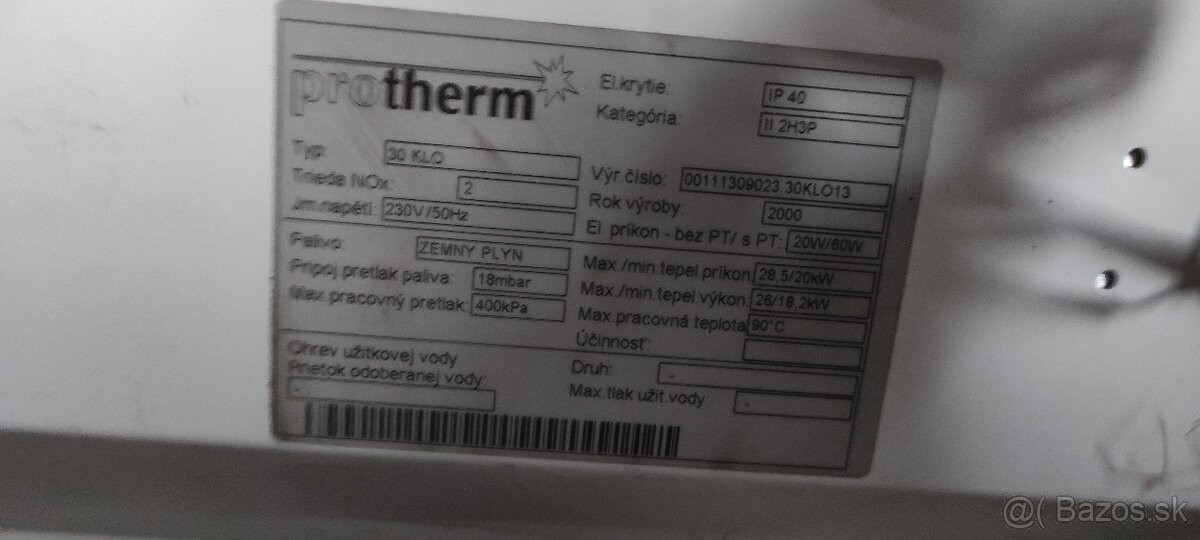 protherm
El.krytie: IP 40
Kategória: II 2H3P
Typ: 30 KLO
Trieda NOx: 2
Jm.napětí: 230V/50Hz
Výr.číslo: 00111309023.30KLO13
Rok výroby: 2000
El. príkon - bez PT/ s PT: 20W/60W
Palivo: ZEMNY PLYN
Pripoj.pretlak paliva: 18mbar
Max.pracovný pretlak: 400kPa
Max./min.tepel.príkon: 28,5/20kW
Max./min.tepel.výkon: 26/18,2kW
Max.pracovná teplota 90°C
Účinnosť:
Ohrev užitkovej vody
Prietok odoberanej vody: -
Druh: -
Max.tlak užit.vody: -
@( Bazos.sk